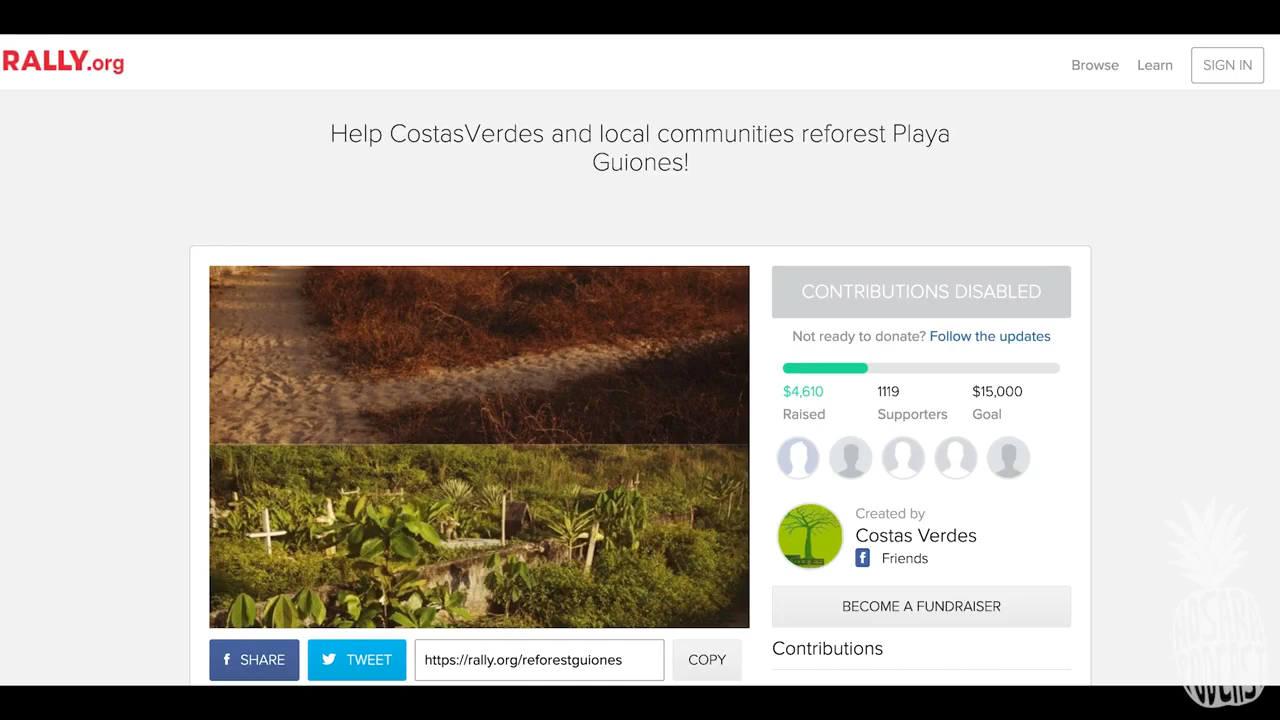 RALLY.org
Browse Learn SIGN IN
Help CostasVerdes and local communities reforest Playa
Guiones!
CONTRIBUTIONS DISABLED
Not ready to donate? Follow the updates
$4,610 1119 $15,000
Raised Supporters Goal
Created by
Costas Verdes
f Friends
BECOME A FUNDRAISER
f SHARE TWEET https://rally.org/reforestguiones COPY
Contributions
NOSARA
PODCAST